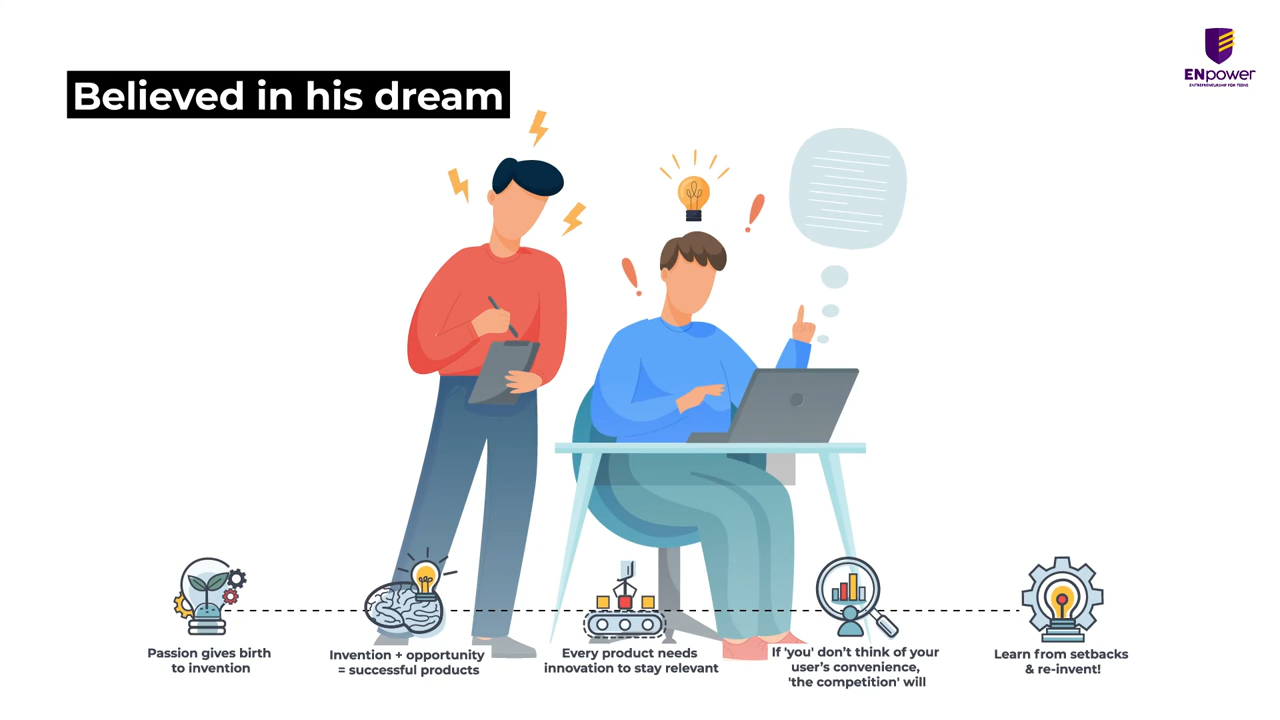 ENpower
ENTREPRENEURSHIP FOR TEENS
Believed in his dream
Passion gives birth
to invention
Invention + opportunity
= successful products
Every product needs
innovation to stay relevant
If 'you' don't think of your
user's convenience,
'the competition' will
Learn from setbacks
& re-invent!